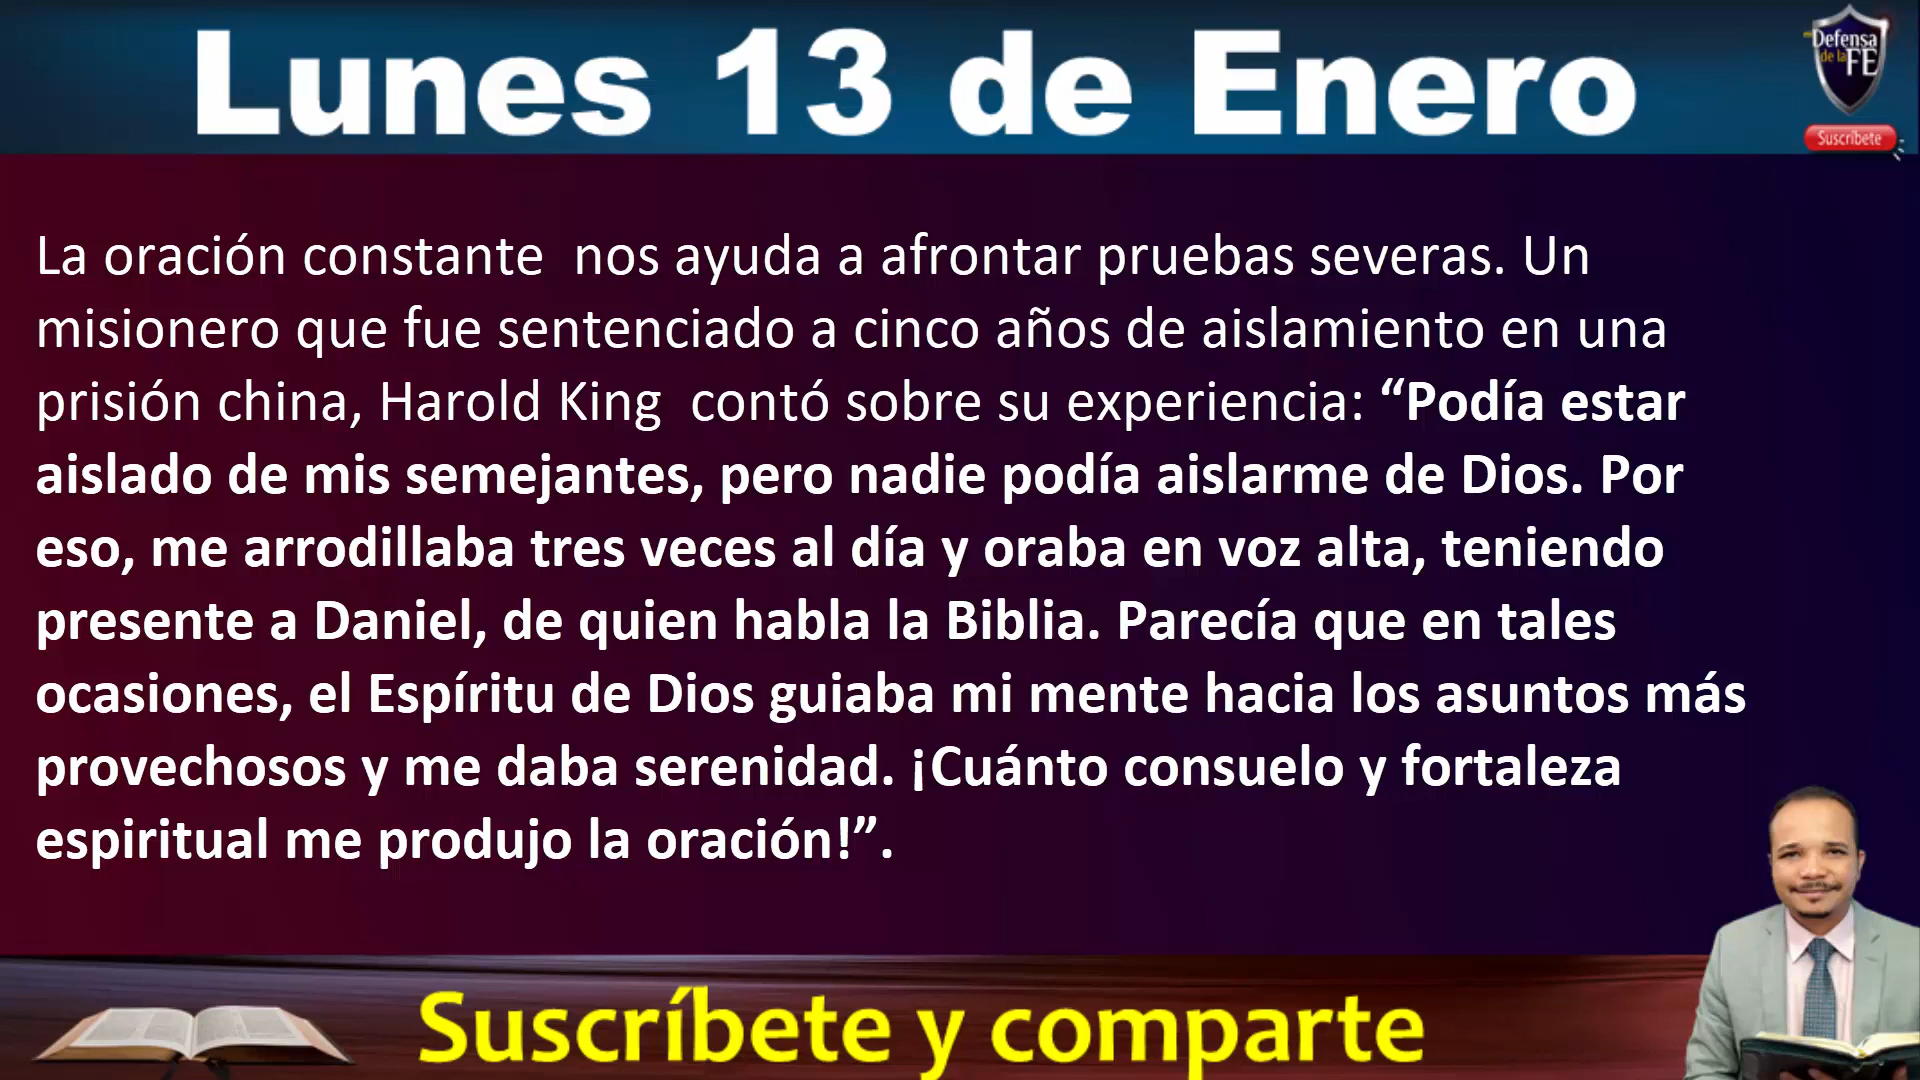 Lunes 13 de Enero
Defensa
de la FE
Suscríbete
La oración constante  nos ayuda a afrontar pruebas severas. Un
misionero que fue sentenciado a cinco años de aislamiento en una
prisión china, Harold King  contó sobre su experiencia: “Podía estar
aislado de mis semejantes, pero nadie podía aislarme de Dios. Por
eso, me arrodillaba tres veces al día y oraba en voz alta, teniendo
presente a Daniel, de quien habla la Biblia. Parecía que en tales
ocasiones, el Espíritu de Dios guiaba mi mente hacia los asuntos más
provechosos y me daba serenidad. ¡Cuánto consuelo y fortaleza
espiritual me produjo la oración!”.
Suscríbete y comparte